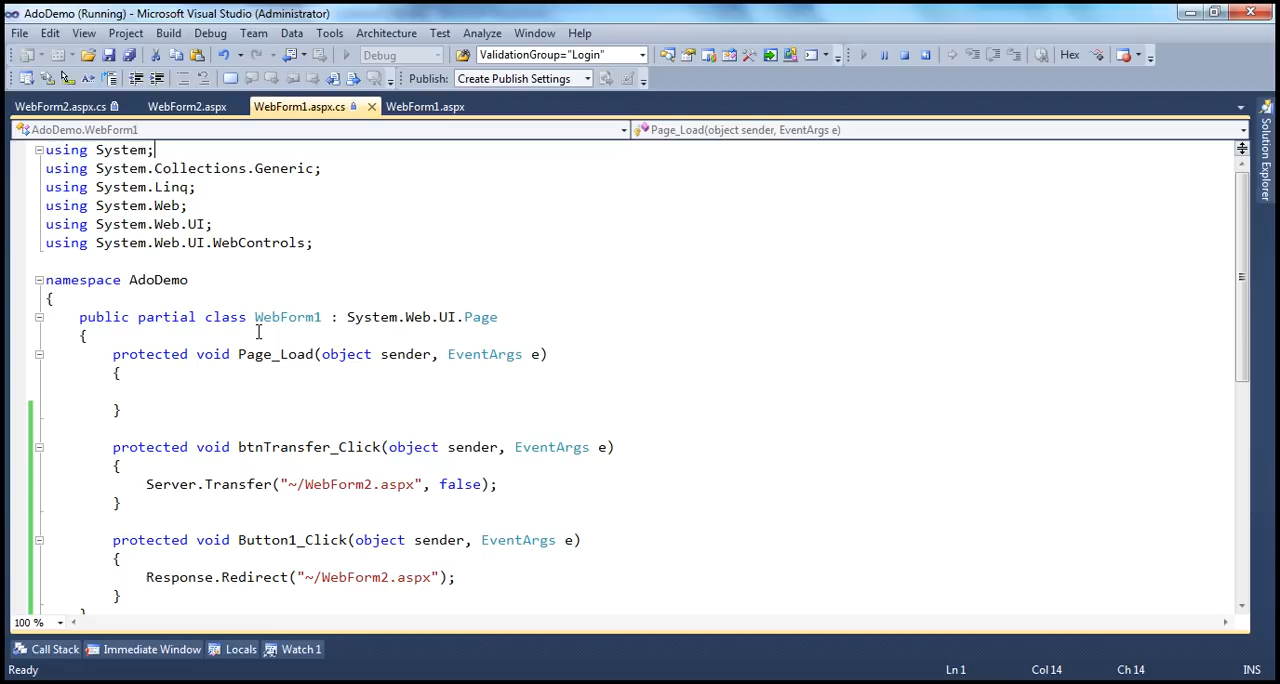 AdoDemo (Running) - Microsoft Visual Studio (Administrator)
File Edit View Project Build Debug Team Data Tools Architecture Test Analyze Window Help
Debug ValidationGroup="Login" Hex
Publish: Create Publish Settings
WebForm2.aspx.cs WebForm2.aspx WebForm1.aspx.cs WebForm1.aspx
AdoDemo.WebForm1 Page_Load(object sender, EventArgs e)
Solution Explorer
using System;
using System.Collections.Generic;
using System.Linq;
using System.Web;
using System.Web.UI;
using System.Web.UI.WebControls;
namespace AdoDemo
{
public partial class WebForm1 : System.Web.UI.Page
{
protected void Page_Load(object sender, EventArgs e)
{
}
protected void btnTransfer_Click(object sender, EventArgs e)
{
Server.Transfer("~/WebForm2.aspx", false);
}
protected void Button1_Click(object sender, EventArgs e)
{
Response.Redirect("~/WebForm2.aspx");
}
}
100 %
Call Stack Immediate Window Locals Watch 1
Ready Ln 1 Col 14 Ch 14 INS